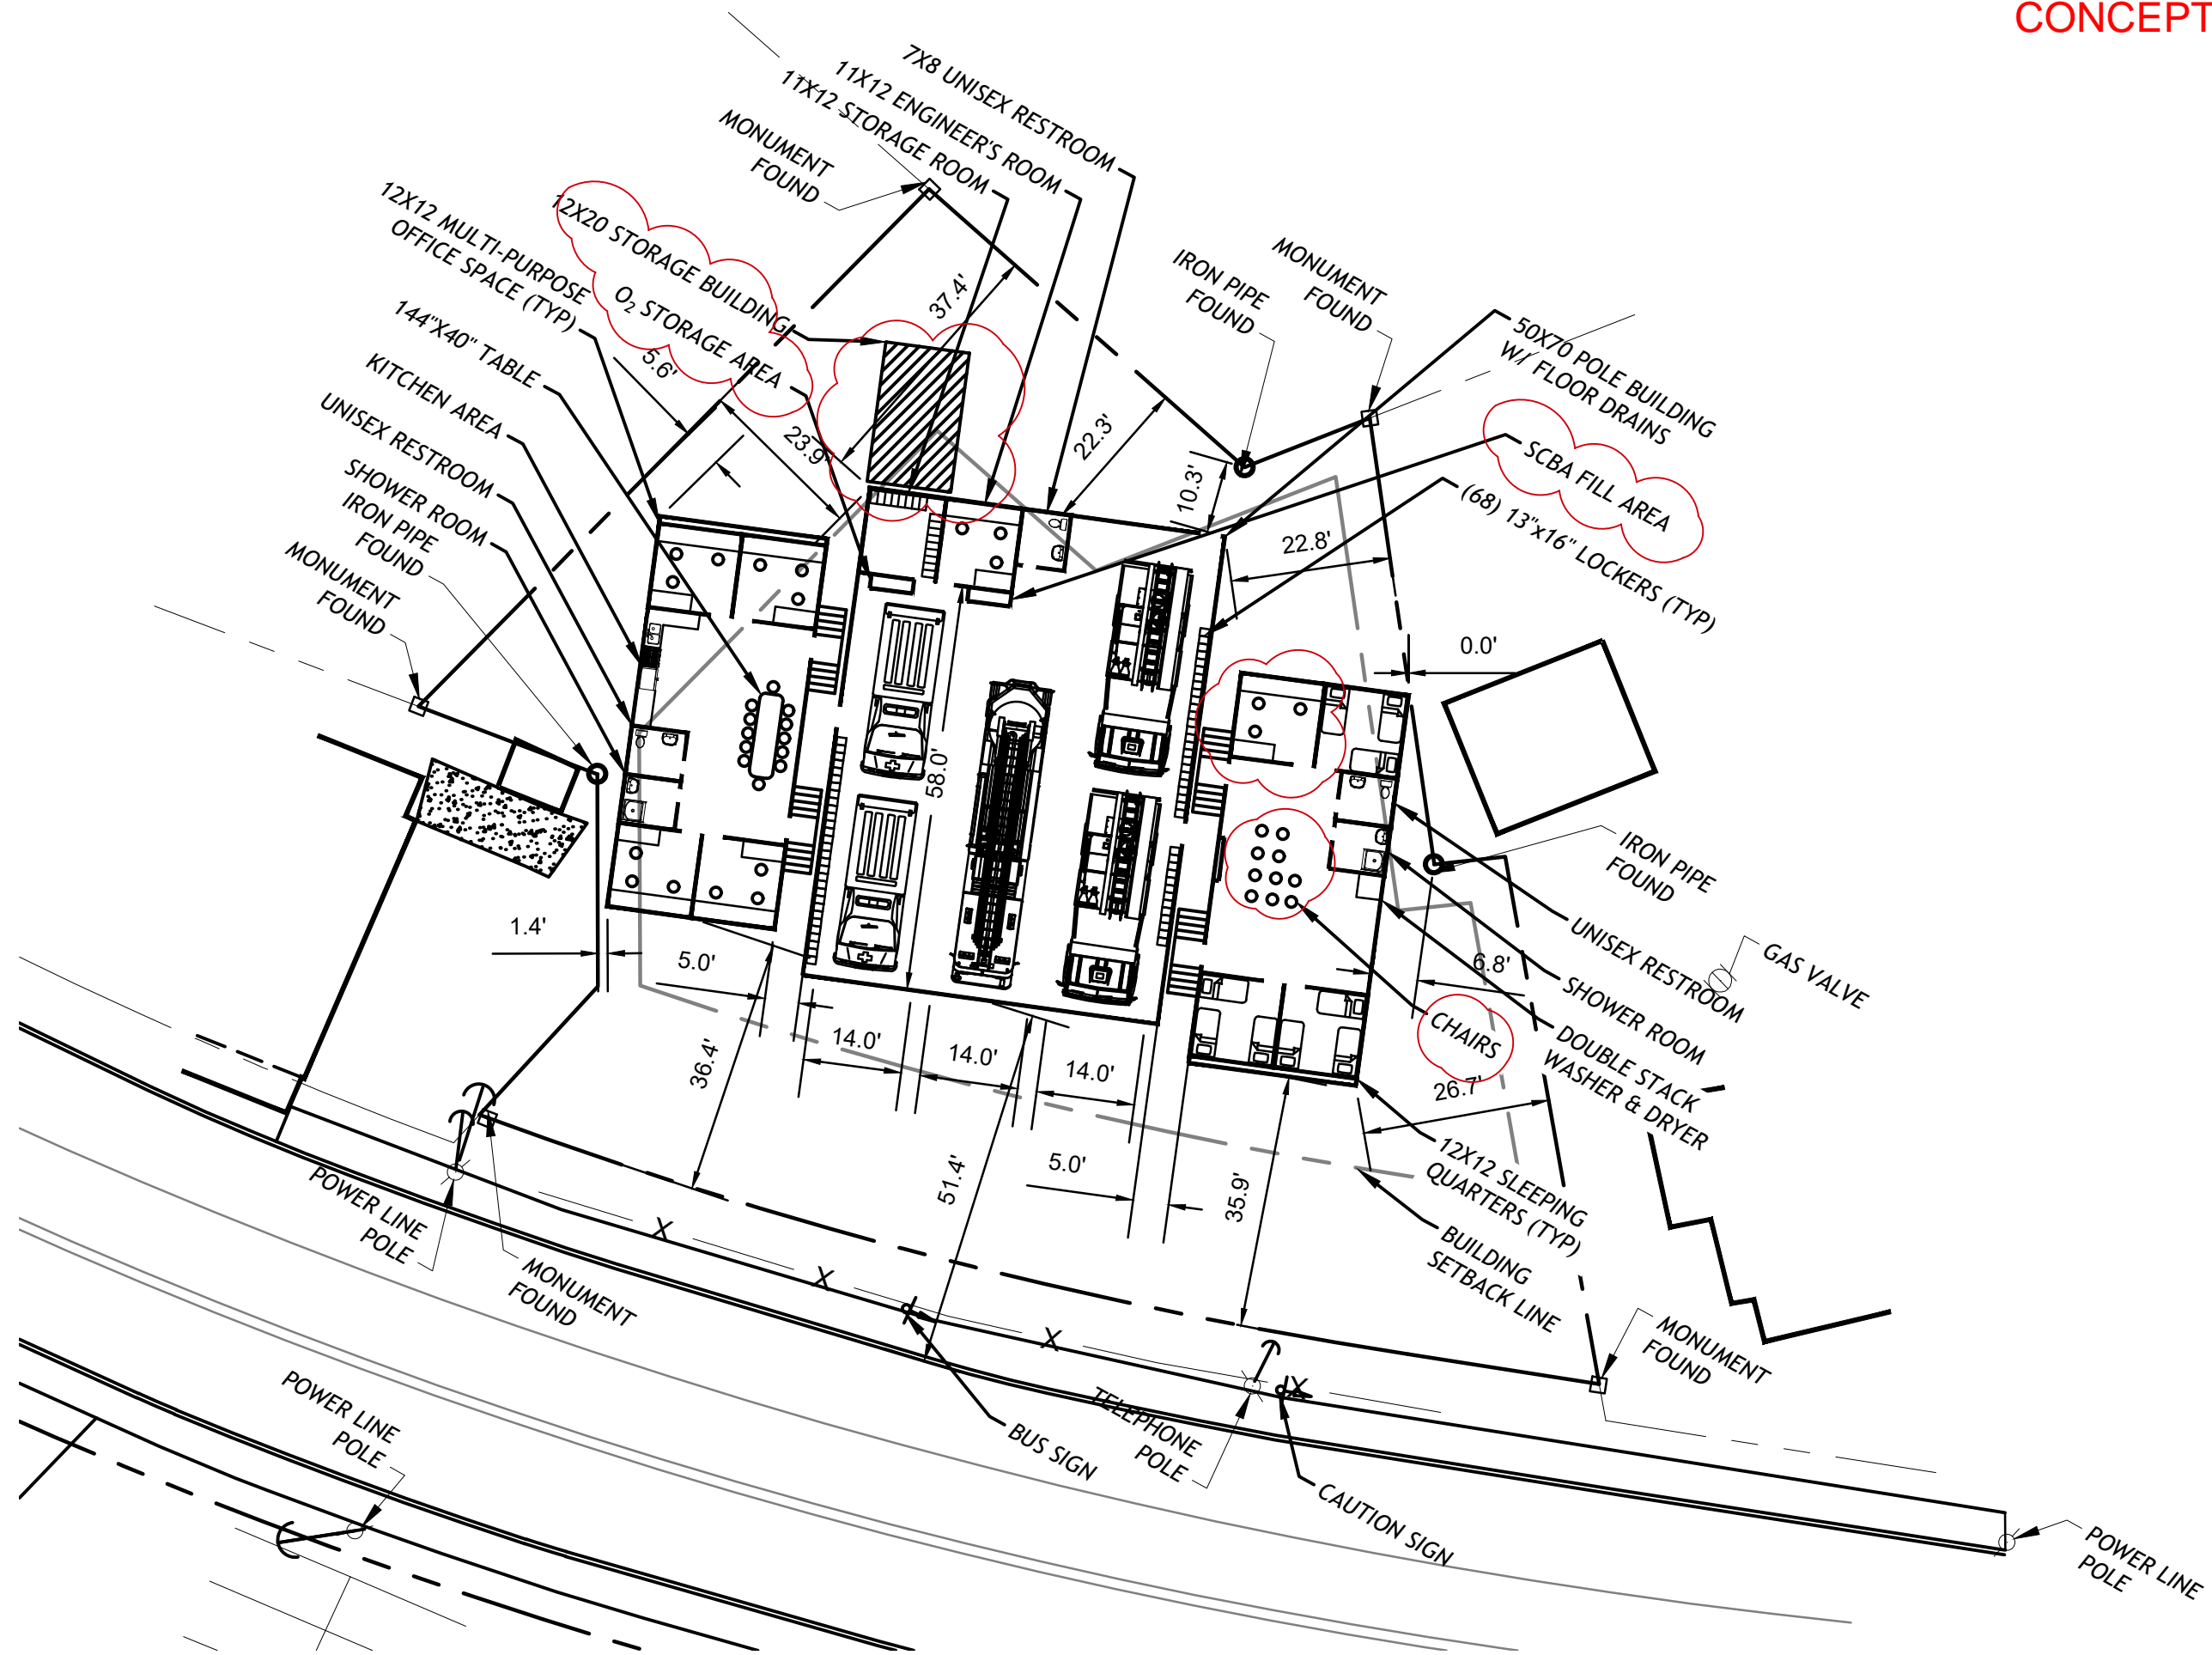 CONCEPT
7X8 UNISEX RESTROOM
11X12 ENGINEER'S ROOM
11X12 STORAGE ROOM
MONUMENT
FOUND
12X20 STORAGE BUILDING
O₂ STORAGE AREA
12X12 MULTI-PURPOSE
OFFICE SPACE (TYP)
144"X40" TABLE
KITCHEN AREA
UNISEX RESTROOM
SHOWER ROOM
IRON PIPE
FOUND
MONUMENT
FOUND
IRON PIPE
FOUND
MONUMENT
FOUND
50X70 POLE BUILDING
W/ FLOOR DRAINS
SCBA FILL AREA
(68) 13"x16" LOCKERS (TYP)
37.4'
5.6'
23.9'
22.3'
10.3'
22.8'
0.0'
58.0'
1.4'
5.0'
36.4'
14.0'
14.0'
14.0'
5.0'
51.4'
35.9'
6.8'
26.7'
IRON PIPE
FOUND
GAS VALVE
UNISEX RESTROOM
SHOWER ROOM
DOUBLE STACK
WASHER & DRYER
CHAIRS
12X12 SLEEPING
QUARTERS (TYP)
BUILDING
SETBACK LINE
MONUMENT
FOUND
POWER LINE
POLE
MONUMENT
FOUND
X
X
X
X
POWER LINE
POLE
BUS SIGN
TELEPHONE
POLE
CAUTION SIGN
POWER LINE
POLE